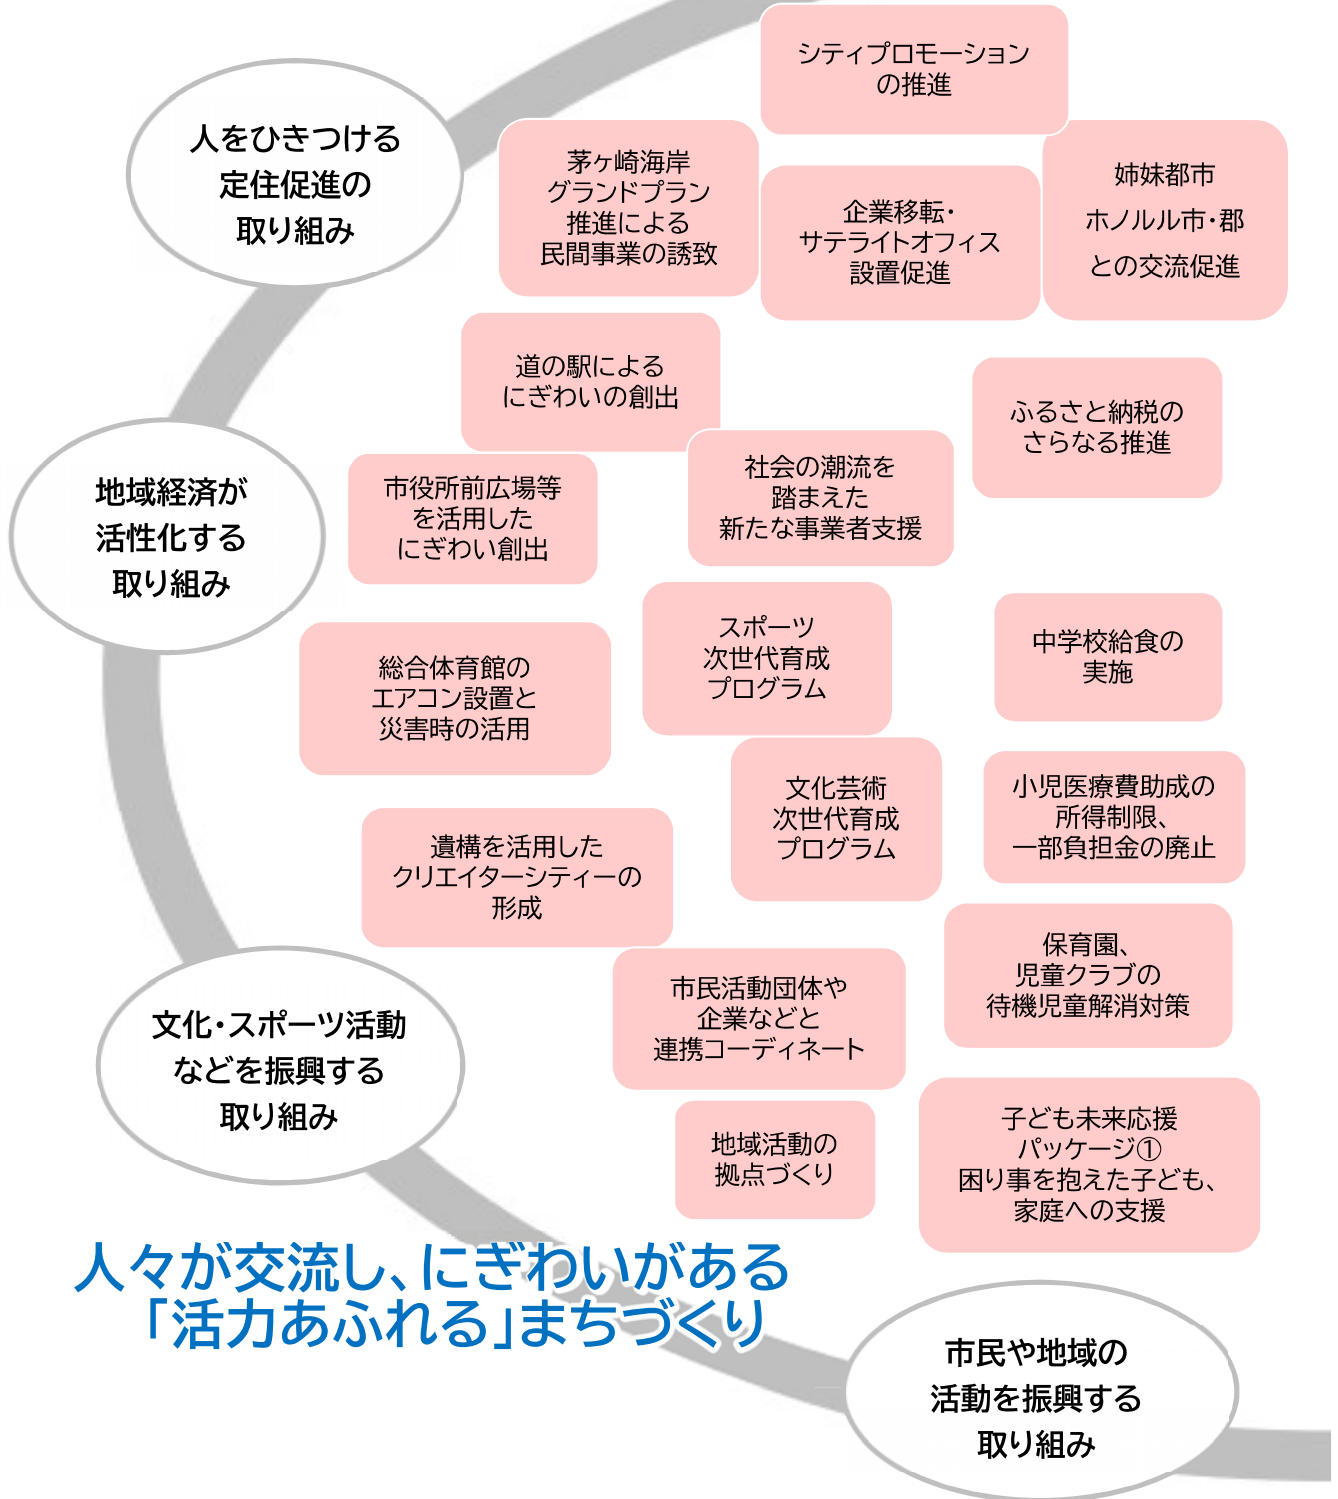 シティプロモーション
の推進
人をひきつける
定住促進の
取り組み
茅ヶ崎海岸
グランドプラン
推進による
民間事業の誘致
企業移転・
サテライトオフィス
設置促進
姉妹都市
ホノルル市・郡
との交流促進
道の駅による
にぎわいの創出
ふるさと納税の
さらなる推進
地域経済が
活性化する
取り組み
市役所前広場等
を活用した
にぎわい創出
社会の潮流を
踏まえた
新たな事業者支援
総合体育館の
エアコン設置と
災害時の活用
スポーツ
次世代育成
プログラム
中学校給食の
実施
文化芸術
次世代育成
プログラム
小児医療費助成の
所得制限、
一部負担金の廃止
遺構を活用した
クリエイターシティーの
形成
保育園、
児童クラブの
待機児童解消対策
文化・スポーツ活動
などを振興する
取り組み
市民活動団体や
企業などと
連携コーディネート
地域活動の
拠点づくり
子ども未来応援
パッケージ①
困り事を抱えた子ども、
家庭への支援
人々が交流し、にぎわいがある
「活力あふれる」まちづくり
市民や地域の
活動を振興する
取り組み